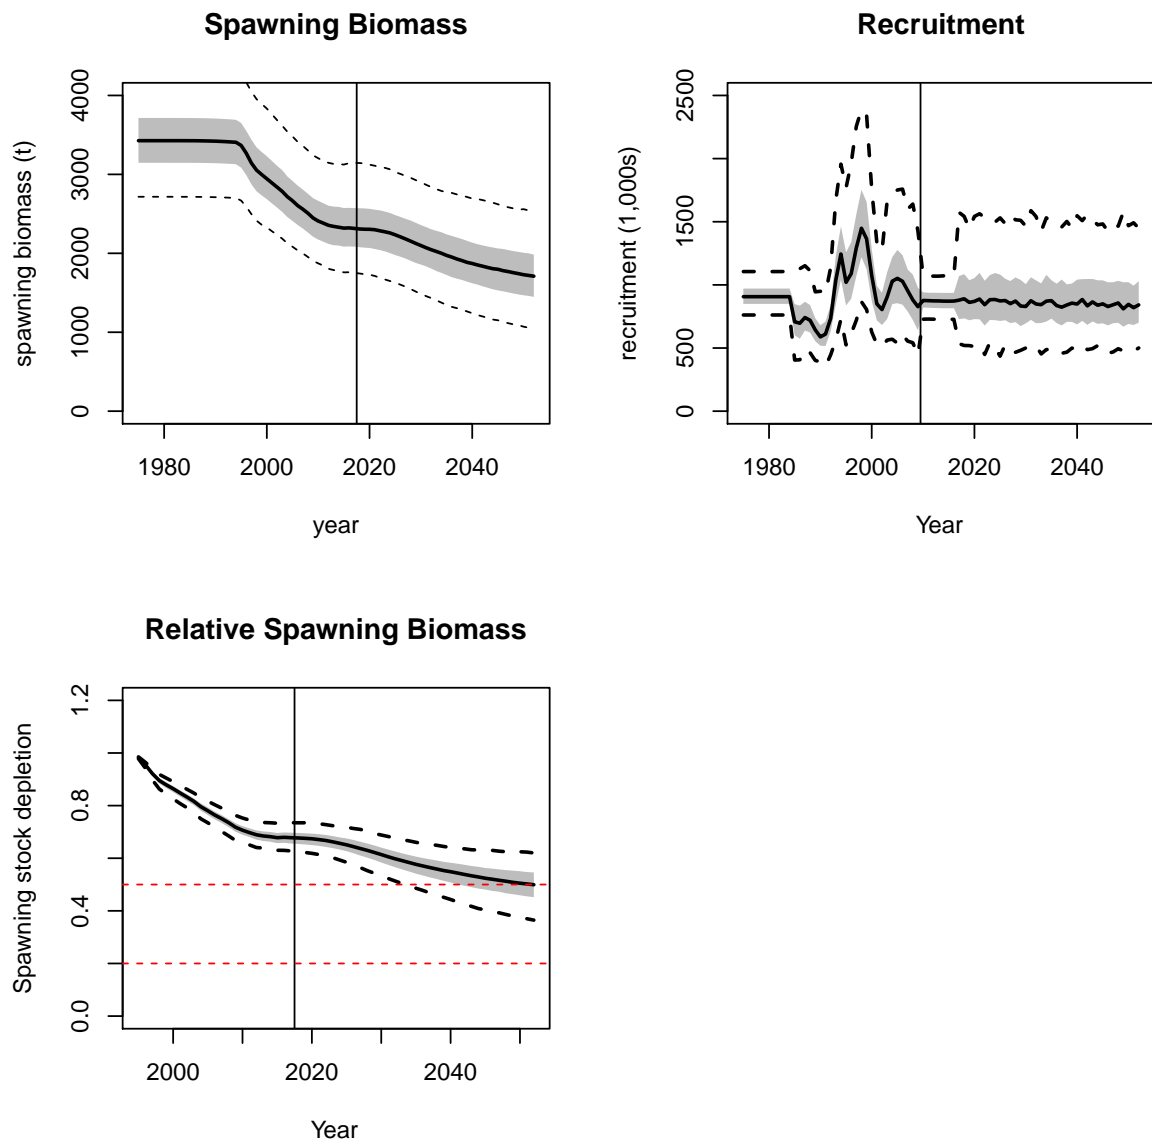 Spawning Biomass
spawning biomass (t)
4000
3000
2000
1000
0
1980 2000 2020 2040
year
Recruitment
recruitment (1,000s)
2500
1500
500
0
1980 2000 2020 2040
Year
Relative Spawning Biomass
Spawning stock depletion
1.2
0.8
0.4
0.0
2000 2020 2040
Year